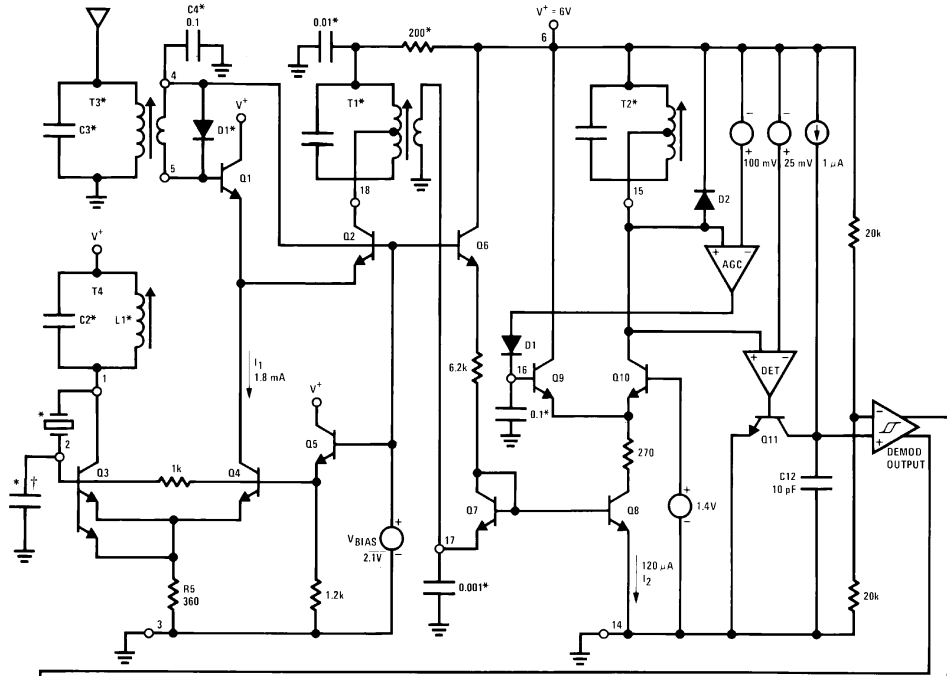 C4*
0.1
0.01*
200*
V+ = 6V
6
4
T3*
C3*
D1*
V+
5
Q1
T1*
18
T2*
15
D2
−
+
100 mV
−
+
25 mV
1 µA
20k
Q2
Q6
+
−
AGC
V+
T4
C2*
L1*
I1
1.8 mA
1
*
2
6.2k
D1
16
Q9
0.1*
Q10
+
−
DET
Q11
−
+
DEMOD
OUTPUT
V+
Q5
Q3
1k
Q4
*
†
270
C12
10 pF
+
−
1.4V
Q7
Q8
VBIAS
2.1V
+
−
17
0.001*
120 µA
I2
R5
360
1.2k
20k
3
14